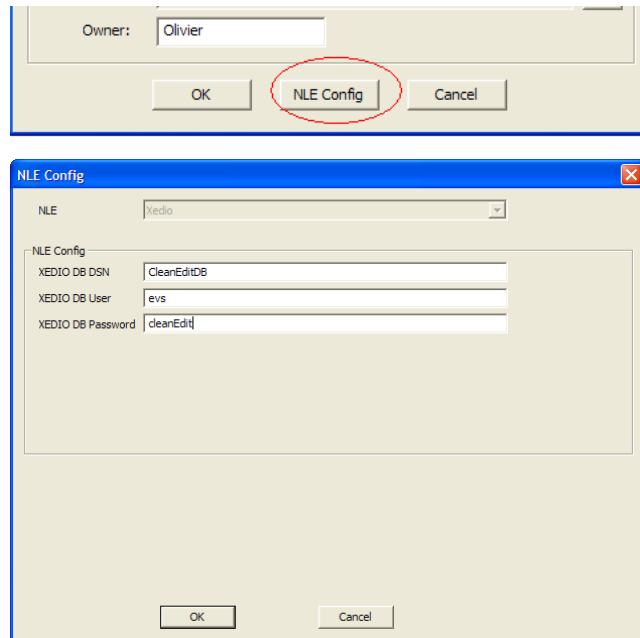 Owner: Olivier
OK NLE Config Cancel
NLE Config
NLE Xedio
NLE Config
XEDIO DB DSN CleanEditDB
XEDIO DB User evs
XEDIO DB Password cleanEdit
OK Cancel